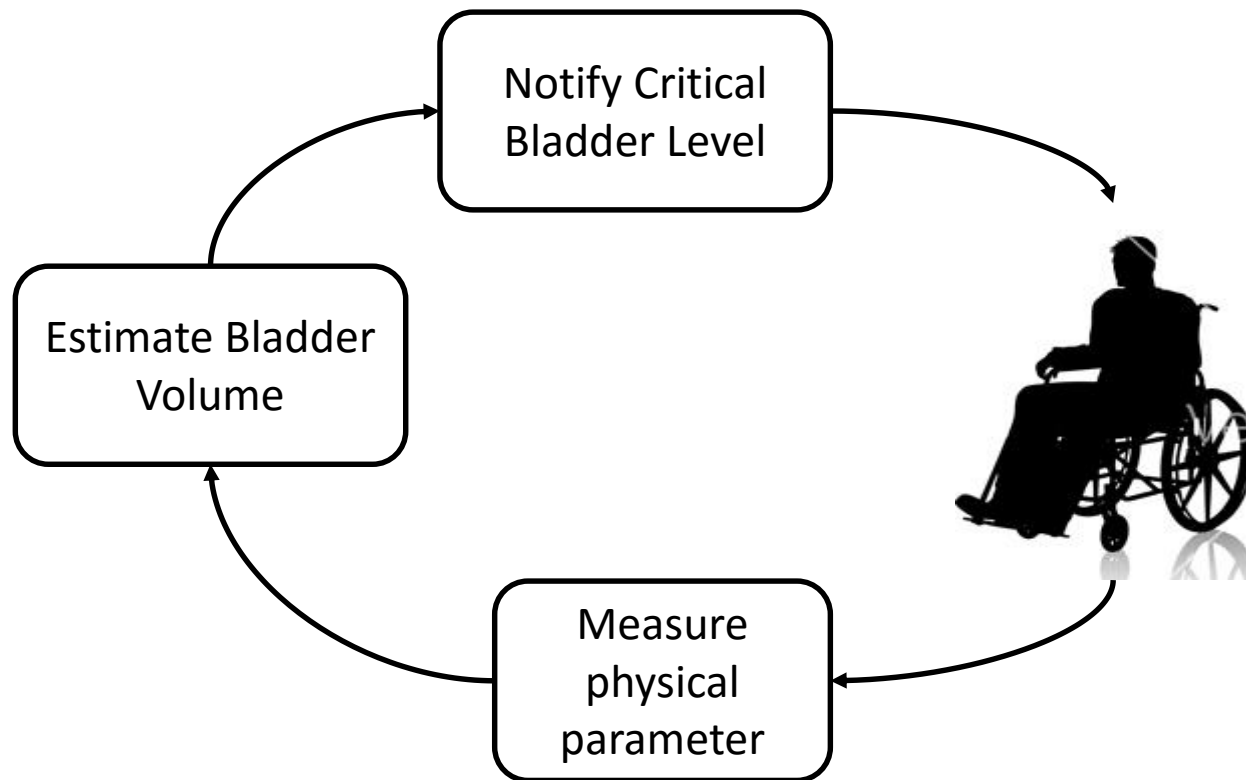 Notify Critical
Bladder Level
Estimate Bladder
Volume
Measure
physical
parameter